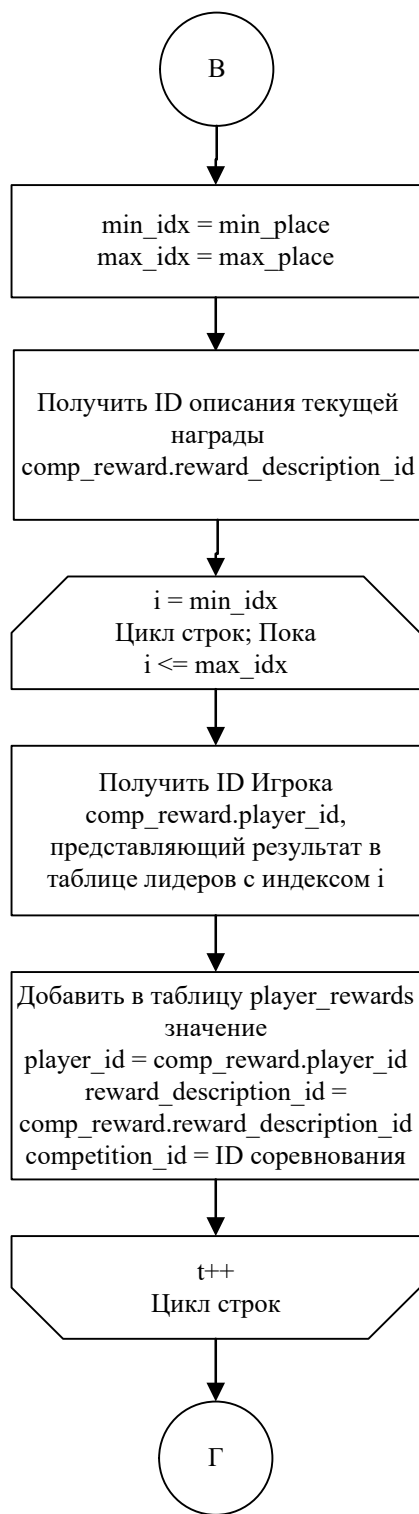 В
min_idx = min_place
max_idx = max_place
Получить ID описания текущей
награды
comp_reward.reward_description_id
i = min_idx
Цикл строк; Пока
i <= max_idx
Получить ID Игрока
comp_reward.player_id,
представляющий результат в
таблице лидеров с индексом i
Добавить в таблицу player_rewards
значение
player_id = comp_reward.player_id
reward_description_id =
comp_reward.reward_description_id
competition_id = ID соревнования
t++
Цикл строк
Г